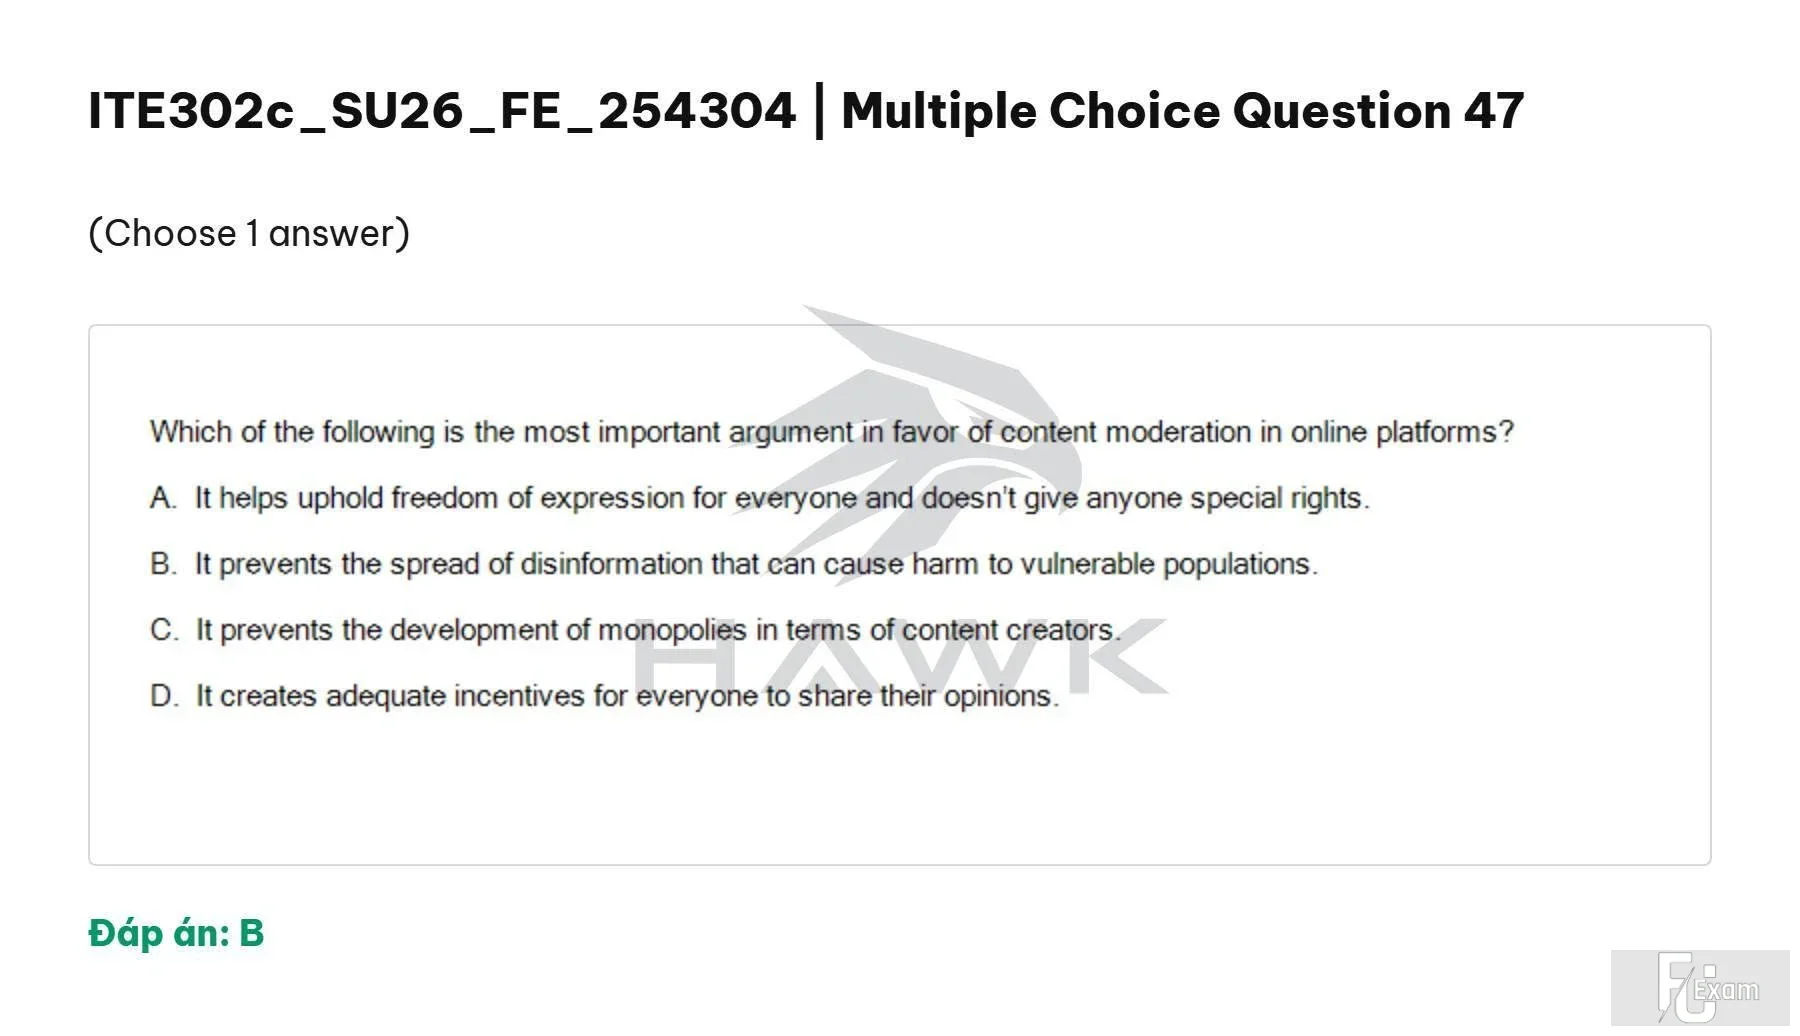 ITE302c_SU26_FE_254304 | Multiple Choice Question 47
(Choose 1 answer)
Which of the following is the most important argument in favor of content moderation in online platforms?
A. It helps uphold freedom of expression for everyone and doesn't give anyone special rights.
B. It prevents the spread of disinformation that can cause harm to vulnerable populations.
C. It prevents the development of monopolies in terms of content creators.
D. It creates adequate incentives for everyone to share their opinions.
HAWK
Đáp án: B
FU Exam